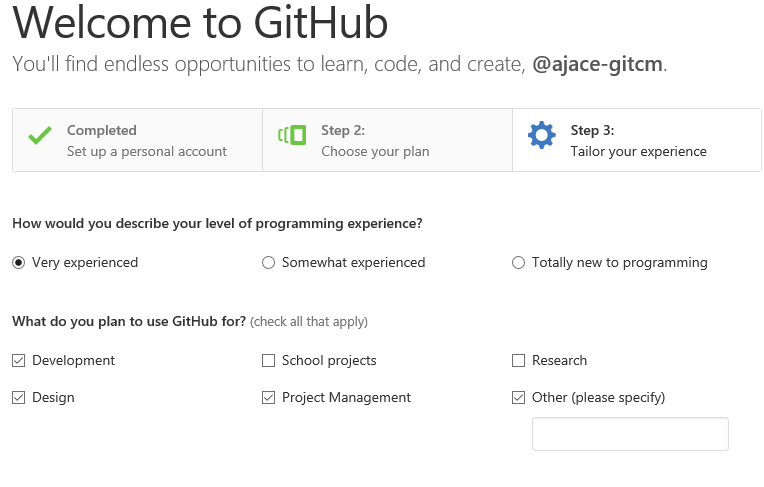 Welcome to GitHub
You'll find endless opportunities to learn, code, and create, @ajace-gitcm.
Completed
Set up a personal account
Step 2:
Choose your plan
Step 3:
Tailor your experience
How would you describe your level of programming experience?
Very experienced
Somewhat experienced
Totally new to programming
What do you plan to use GitHub for? (check all that apply)
Development
School projects
Research
Design
Project Management
Other (please specify)